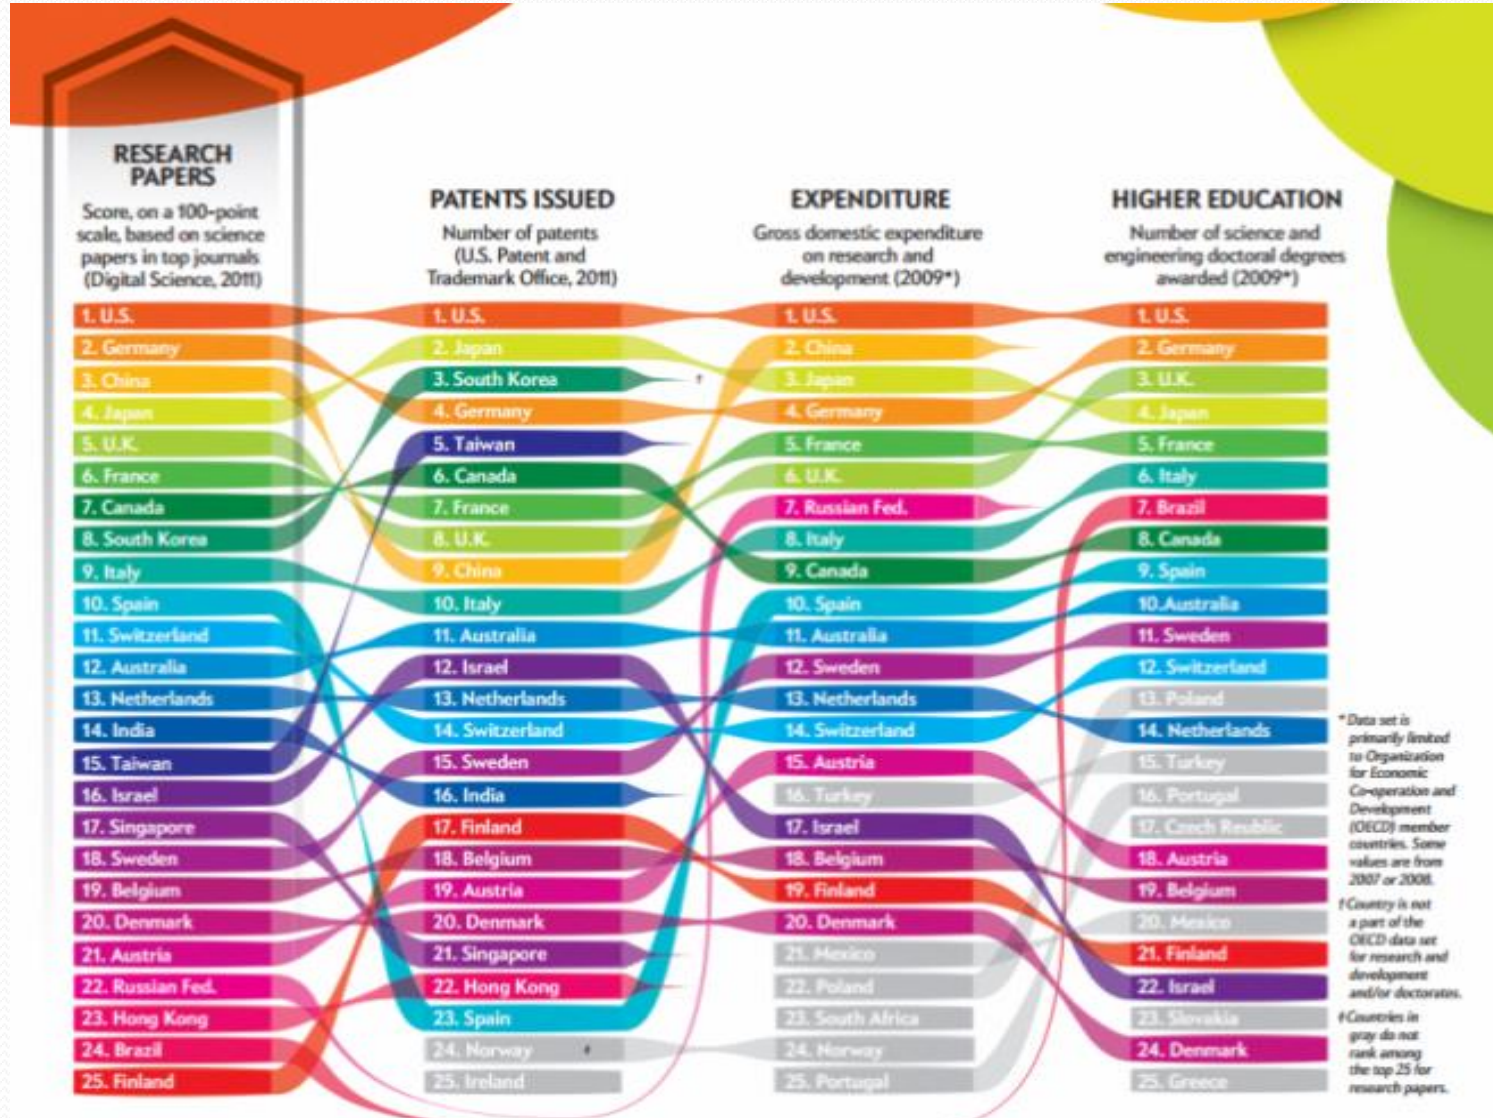 RESEARCH
PAPERS
Score, on a 100-point
scale, based on science
papers in top journals
(Digital Science, 2011)
1. U.S.
2. Germany
3. China
4. Japan
5. U.K.
6. France
7. Canada
8. South Korea
9. Italy
10. Spain
11. Switzerland
12. Australia
13. Netherlands
14. India
15. Taiwan
16. Israel
17. Singapore
18. Sweden
19. Belgium
20. Denmark
21. Austria
22. Russian Fed.
23. Hong Kong
24. Brazil
25. Finland
PATENTS ISSUED
Number of patents
(U.S. Patent and
Trademark Office, 2011)
1. U.S.
2. Japan
3. South Korea †
4. Germany
5. Taiwan
6. Canada
7. France
8. U.K.
9. China
10. Italy
11. Australia
12. Israel
13. Netherlands
14. Switzerland
15. Sweden
16. India
17. Finland
18. Belgium
19. Austria
20. Denmark
21. Singapore
22. Hong Kong
23. Spain
24. Norway ‡
25. Ireland
EXPENDITURE
Gross domestic expenditure
on research and
development (2009*)
1. U.S.
2. China
3. Japan
4. Germany
5. France
6. U.K.
7. Russian Fed.
8. Italy
9. Canada
10. Spain
11. Australia
12. Sweden
13. Netherlands
14. Switzerland
15. Austria
16. Turkey
17. Israel
18. Belgium
19. Finland
20. Denmark
21. Mexico
22. Poland
23. South Africa
24. Norway
25. Portugal
HIGHER EDUCATION
Number of science and
engineering doctoral degrees
awarded (2009*)
1. U.S.
2. Germany
3. U.K.
4. Japan
5. France
6. Italy
7. Brazil
8. Canada
9. Spain
10.Australia
11. Sweden
12. Switzerland
13. Poland
14. Netherlands
15. Turkey
16. Portugal
17. Czech Reublic
18. Austria
19. Belgium
20. Mexico
21. Finland
22. Israel
23. Slovakia
24. Denmark
25. Greece
*Data set is
primarily limited
to Organization
for Economic
Co-operation and
Development
(OECD) member
countries. Some
values are from
2007 or 2008.
†Country is not
a part of the
OECD data set
for research and
development
and/or doctorates.
‡Countries in
gray do not
rank among
the top 25 for
research papers.